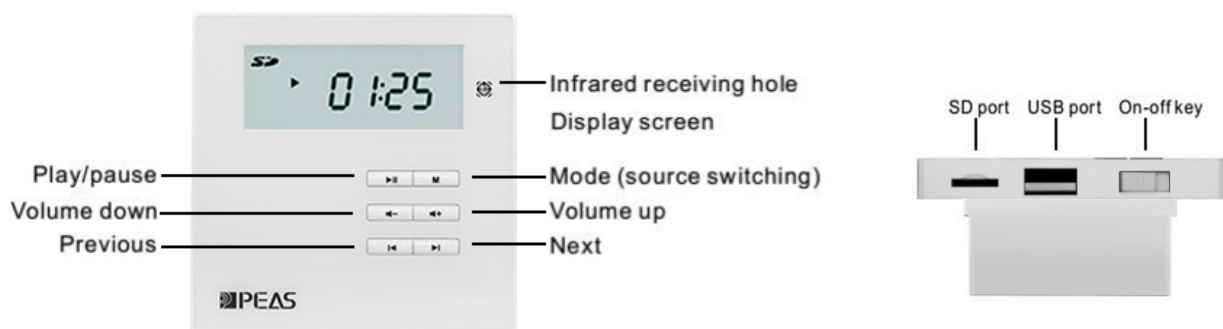 SD
01:25
Infrared receiving hole
Display screen
Play/pause
M
Mode (source switching)
Volume down
Volume up
Previous
Next
PEAS
SD port USB port On-off key